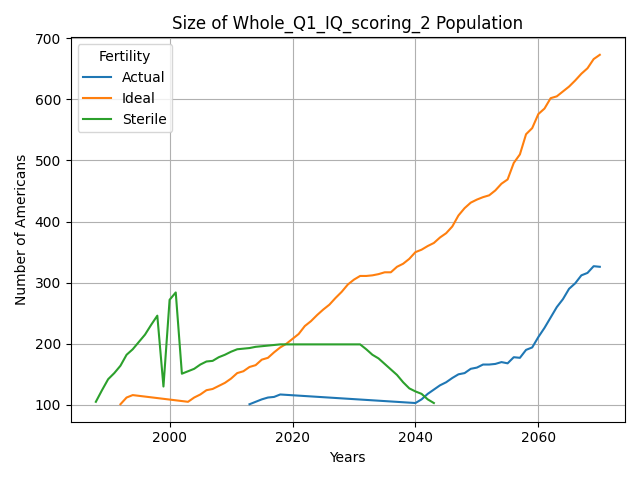 Size of Whole_Q1_IQ_scoring_2 Population
Number of Americans
700
600
500
400
300
200
100
Fertility
Actual
Ideal
Sterile
2000
2020
2040
2060
Years